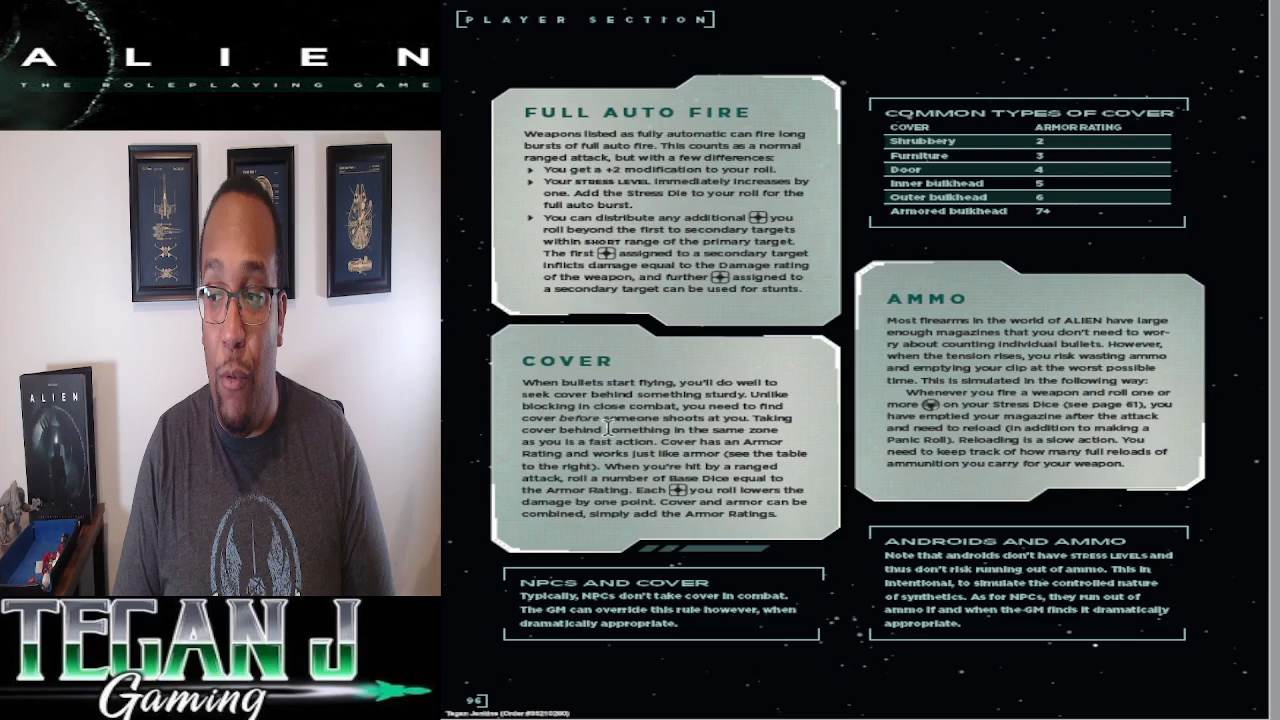 A L I E N
THE ROLEPLAYING GAME
ALIEN
TEGAN J
Gaming
[PLAYER SECTION]
FULL AUTO FIRE
Weapons listed as fully automatic can fire long
bursts of full auto fire. This counts as a normal
ranged attack, but with a few differences:
You get a +2 modification to your roll.
Your STRESS LEVEL immediately increases by
one. Add the Stress Die to your roll for the
full auto burst.
You can distribute any additional you
roll beyond the first to secondary targets
within SHORT range of the primary target.
The first assigned to a secondary target
inflicts damage equal to the Damage rating
of the weapon, and further assigned to
a secondary target can be used for stunts.
COVER
When bullets start flying, you'll do well to
seek cover behind something sturdy. Unlike
blocking in close combat, you need to find
cover before someone shoots at you. Taking
cover behind something in the same zone
as you is a fast action. Cover has an Armor
Rating and works just like armor (see the table
to the right). When you're hit by a ranged
attack, roll a number of Base Dice equal to
the Armor Rating. Each you roll lowers the
damage by one point. Cover and armor can be
combined, simply add the Armor Ratings.
NPCS AND COVER
Typically, NPCs don't take cover in combat.
The GM can override this rule however, when
dramatically appropriate.
96
Tegan Jenkins (Order #36210260)
COMMON TYPES OF COVER
COVER ARMOR RATING
Shrubbery 2
Furniture 3
Door 4
Inner bulkhead 5
Outer bulkhead 6
Armored bulkhead 7+
AMMO
Most firearms in the world of ALIEN have large
enough magazines that you don't need to wor-
ry about counting individual bullets. However,
when the tension rises, you risk wasting ammo
and emptying your clip at the worst possible
time. This is simulated in the following way:
Whenever you fire a weapon and roll one or
more on your Stress Dice (see page 61), you
have emptied your magazine after the attack
and need to reload (in addition to making a
Panic Roll). Reloading is a slow action. You
need to keep track of how many full reloads of
ammunition you carry for your weapon.
ANDROIDS AND AMMO
Note that androids don't have STRESS LEVELS and
thus don't risk running out of ammo. This in
intentional, to simulate the controlled nature
of synthetics. As for NPCs, they run out of
ammo if and when the GM finds it dramatically
appropriate.